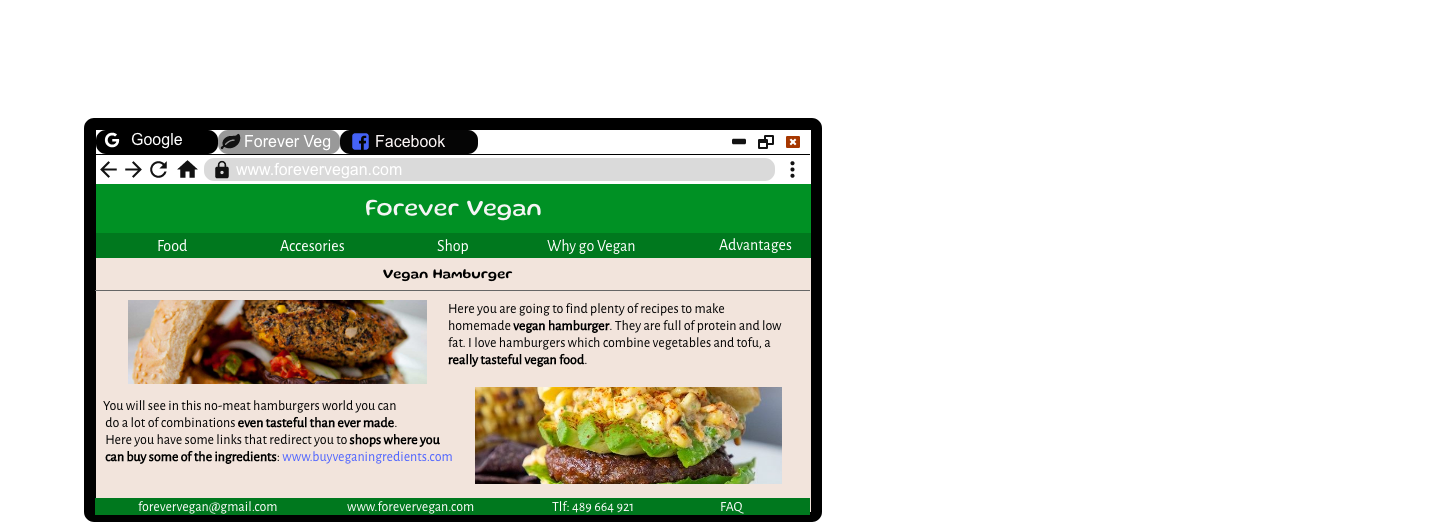 Google Forever Veg Facebook
www.forevervegan.com
Forever Vegan
Food Accesories Shop Why go Vegan Advantages
Vegan Hamburger
Here you are going to find plenty of recipes to make
homemade vegan hamburger. They are full of protein and low
fat. I love hamburgers which combine vegetables and tofu, a
really tasteful vegan food.
You will see in this no-meat hamburgers world you can
do a lot of combinations even tasteful than ever made.
Here you have some links that redirect you to shops where you
can buy some of the ingredients: www.buyveganingredients.com
forevervegan@gmail.com www.forevervegan.com Tlf: 489 664 921 FAQ